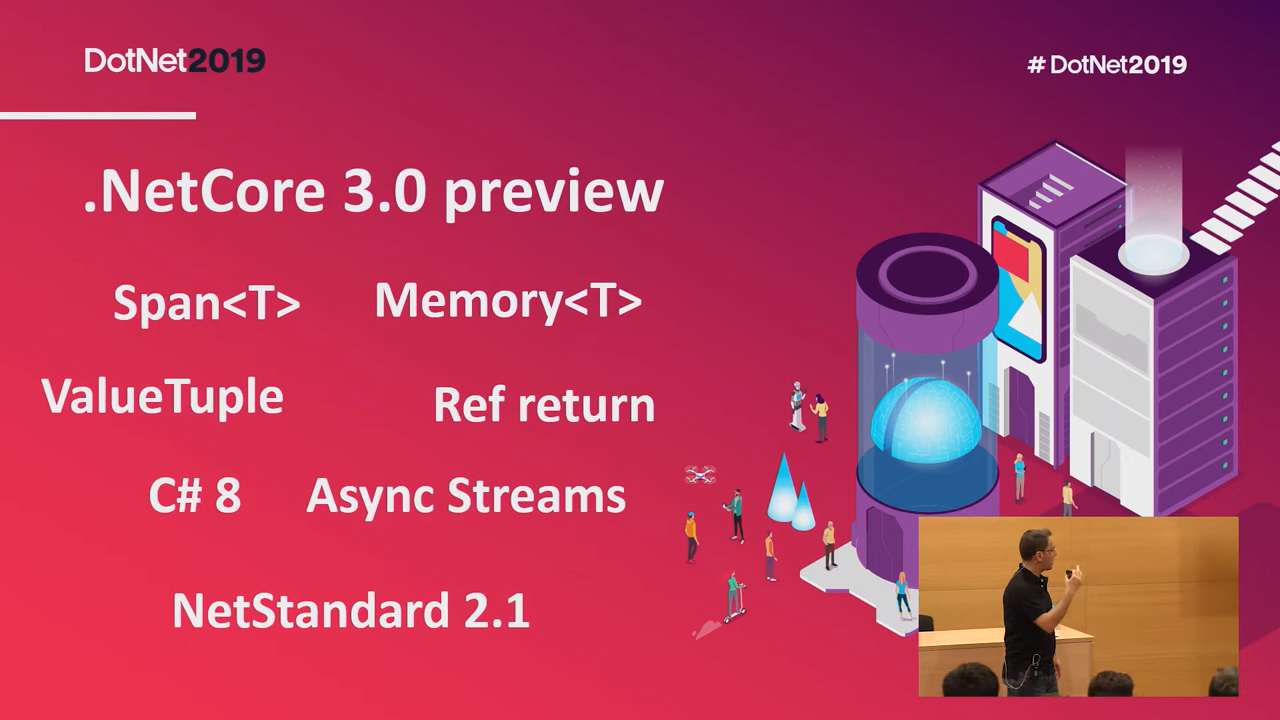 DotNet2019
# DotNet2019
.NetCore 3.0 preview
Span<T> Memory<T>
ValueTuple Ref return
C# 8 Async Streams
NetStandard 2.1